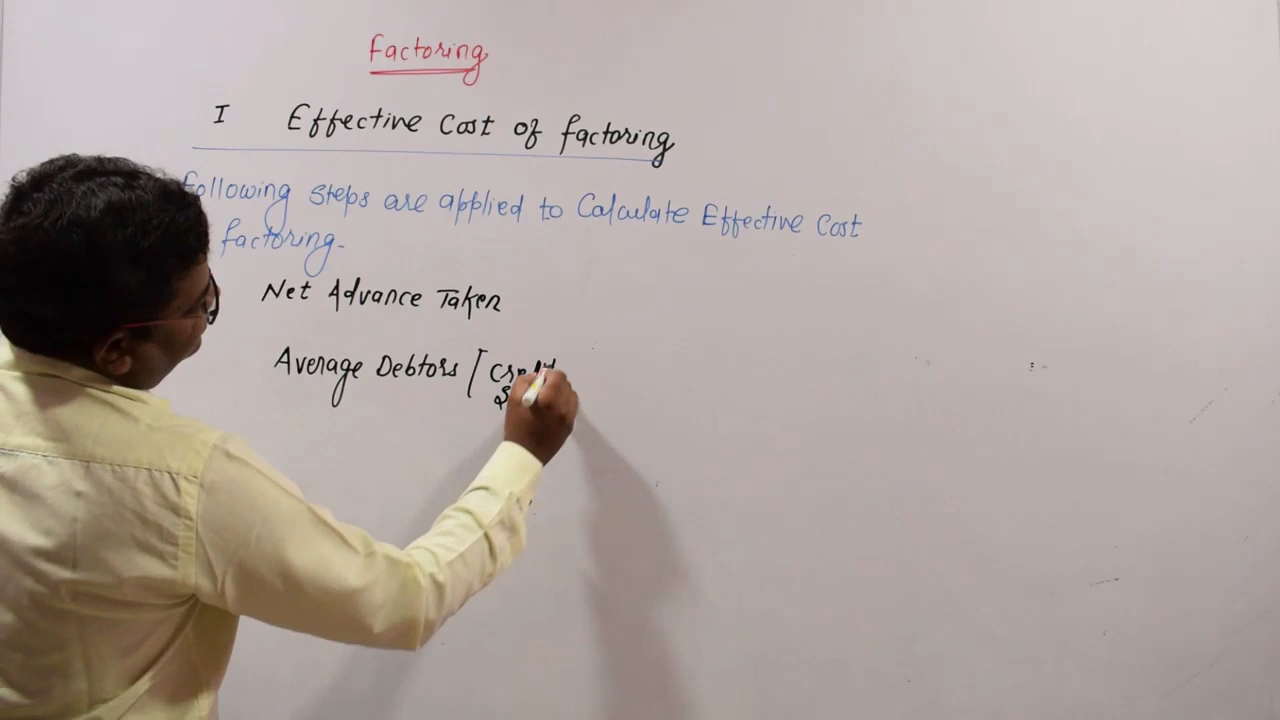 Factoring
I Effective Cost of factoring
Following Steps are applied to Calculate Effective Cost
factoring.
Net Advance Taken
Average Debtors [